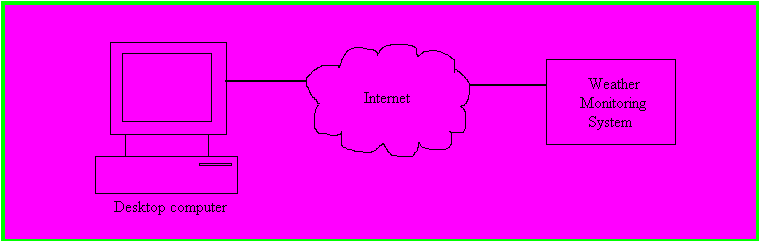 Internet
Weather
Monitoring
System
Desktop computer